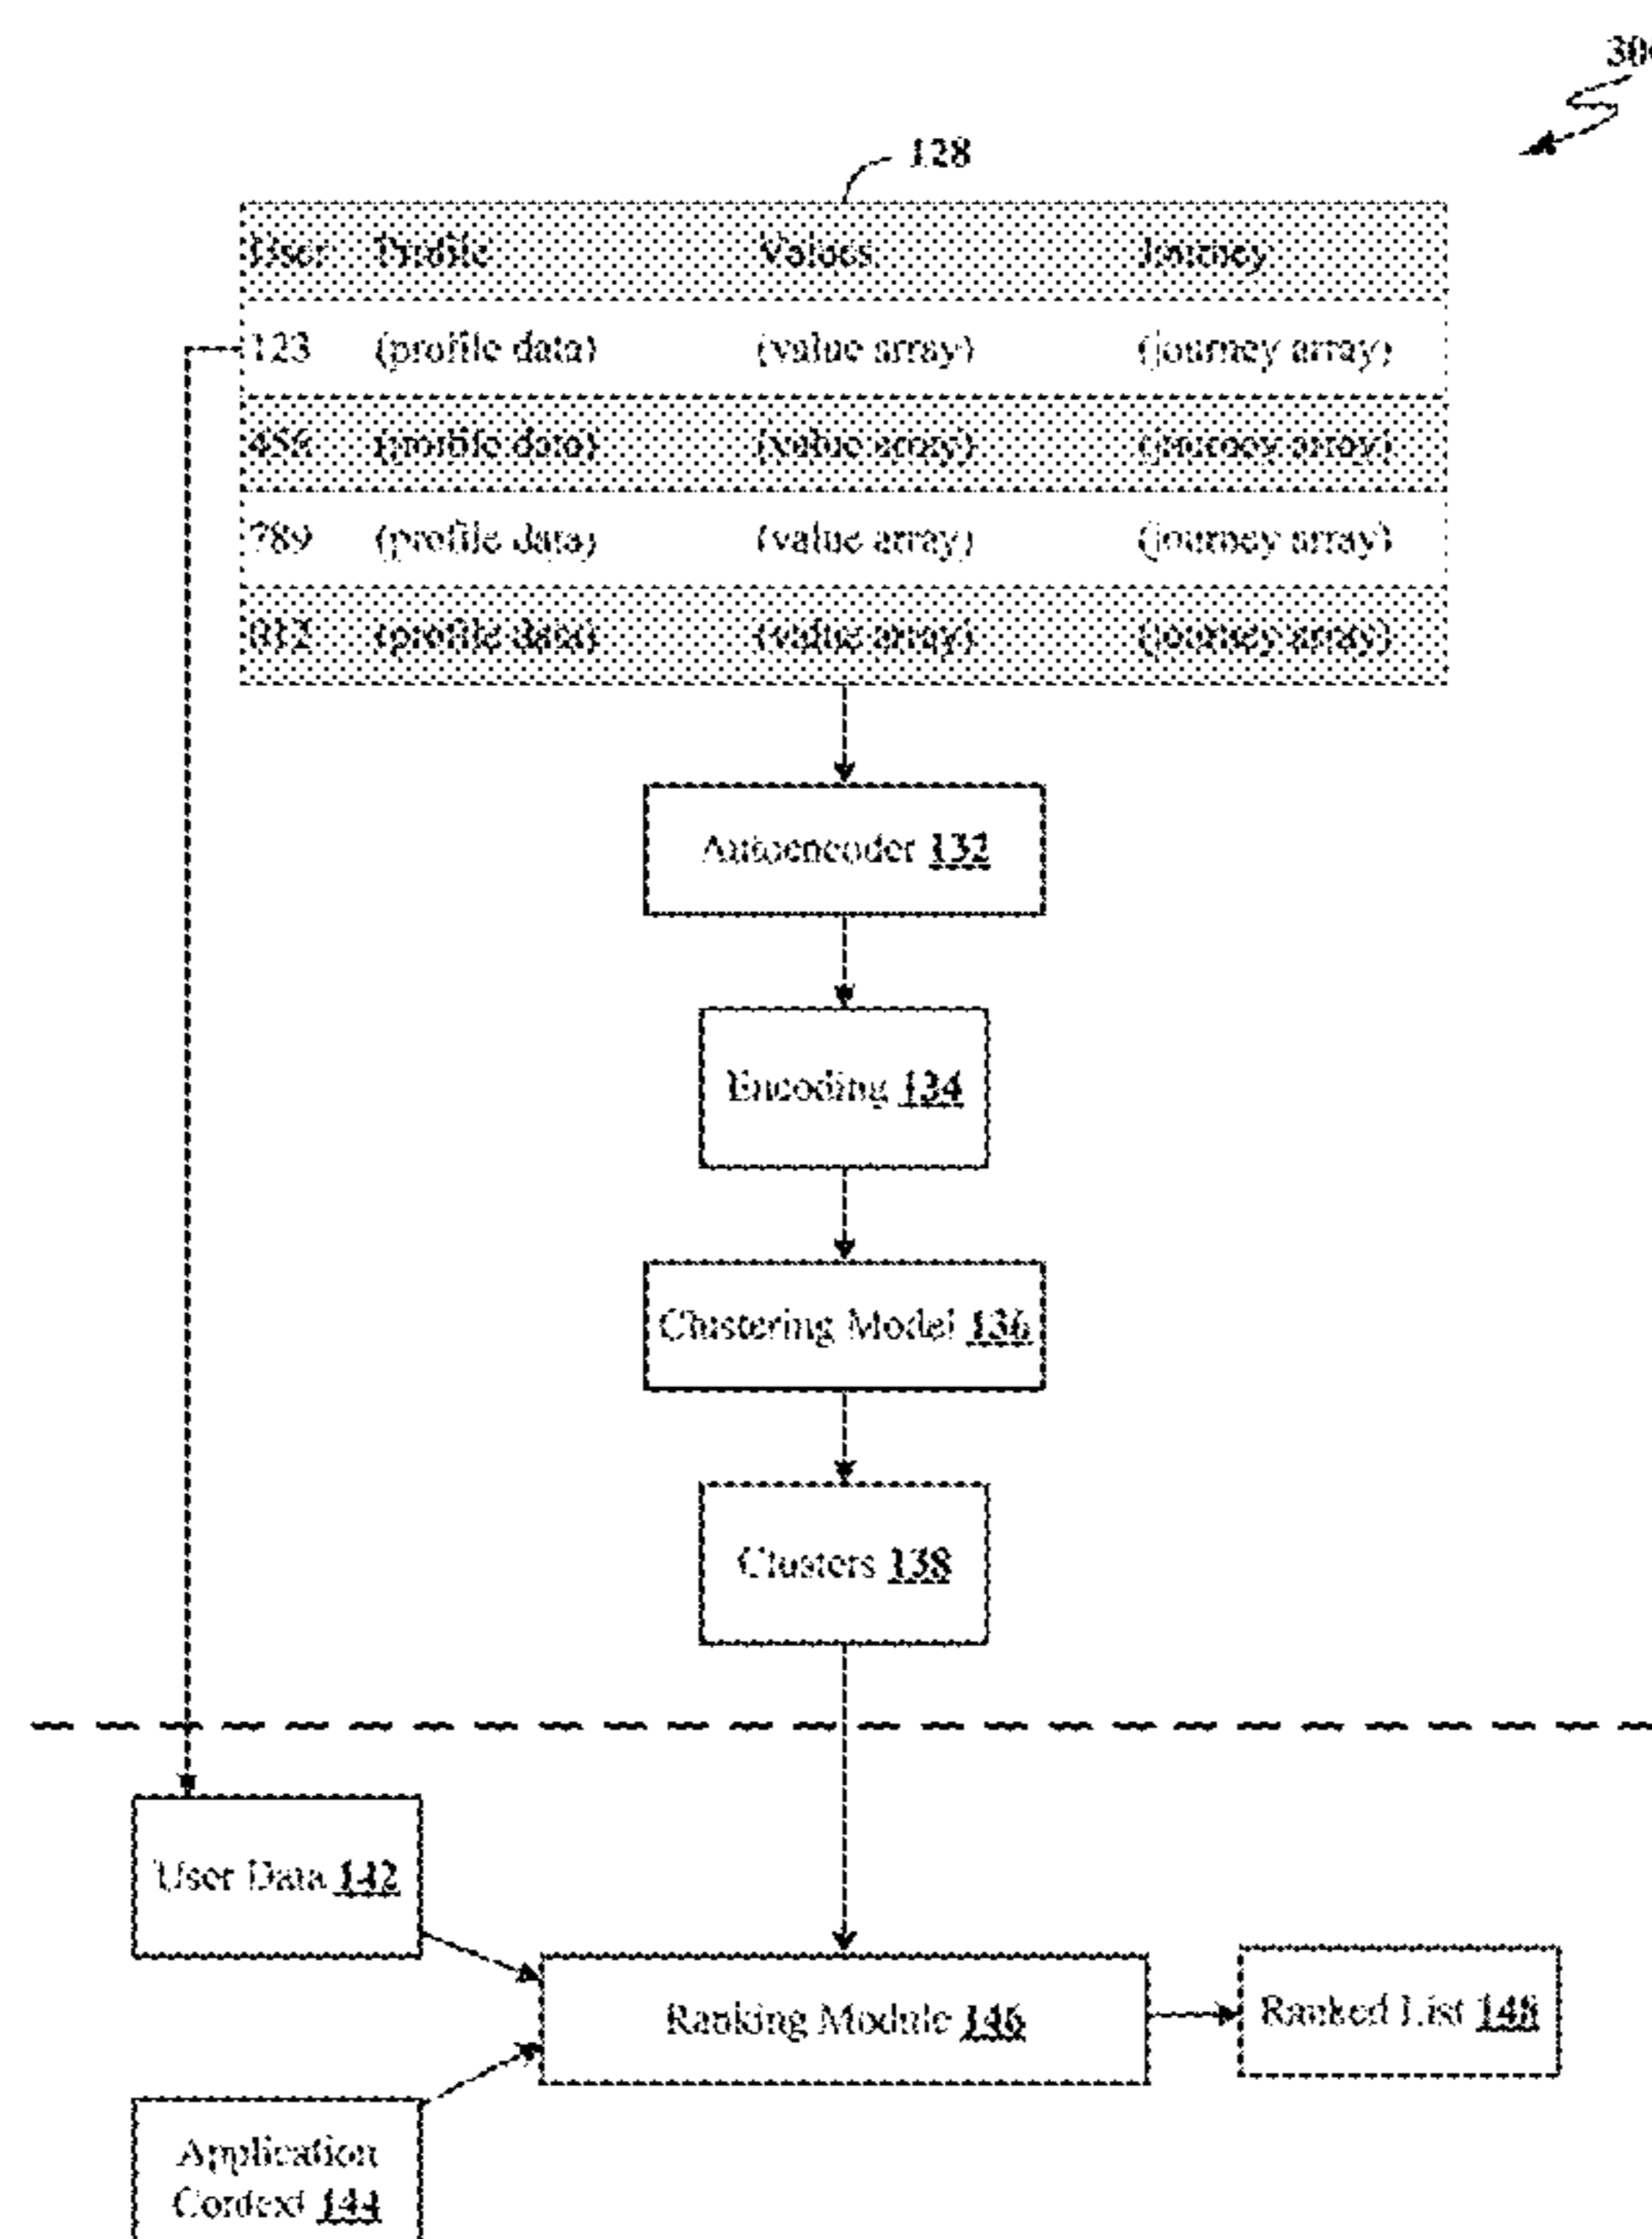 128
User Profile Values Journey
123 (profile data) (value array) (journey array)
456 (profile data) (value array) (journey array)
789 (profile data) (value array) (journey array)
012 (profile data) (value array) (journey array)
Autoencoder 132
Encoding 134
Clustering Model 136
Clusters 138
User Data 142
Ranking Module 146
Ranked List 148
Application
Context 144